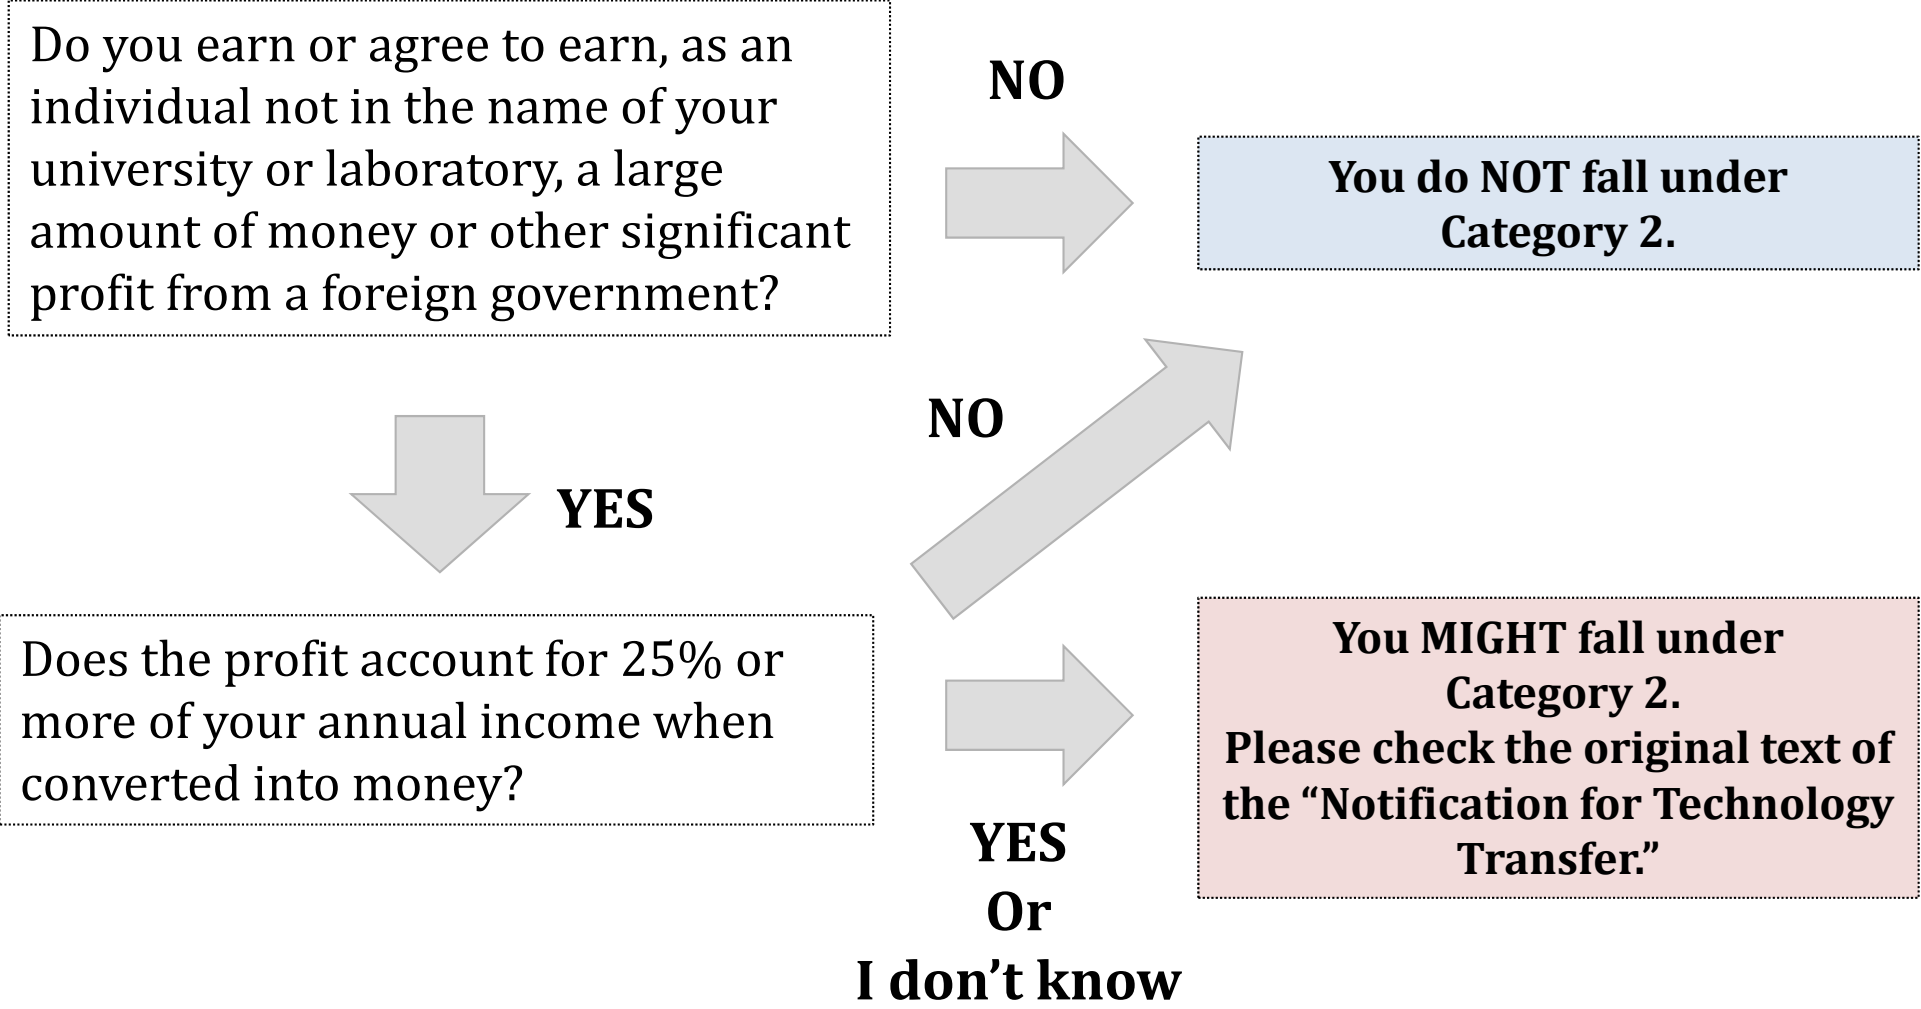 Do you earn or agree to earn, as an
individual not in the name of your
university or laboratory, a large
amount of money or other significant
profit from a foreign government?
NO
You do NOT fall under
Category 2.
NO
YES
Does the profit account for 25% or
more of your annual income when
converted into money?
You MIGHT fall under
Category 2.
Please check the original text of
the “Notification for Technology
Transfer.”
YES
Or
I don’t know